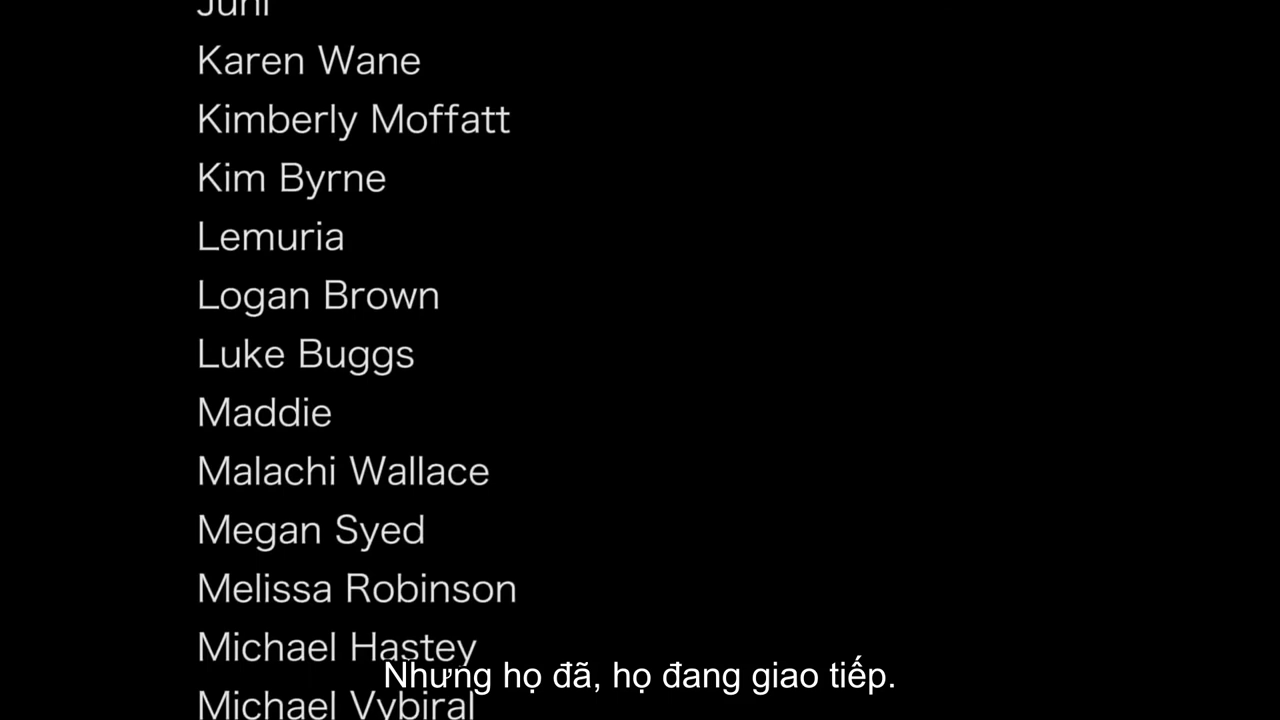 Juni
Karen Wane
Kimberly Moffatt
Kim Byrne
Lemuria
Logan Brown
Luke Buggs
Maddie
Malachi Wallace
Megan Syed
Melissa Robinson
Michael Hastey
Nhưng họ đã, họ đang giao tiếp.
Michael Vybiral